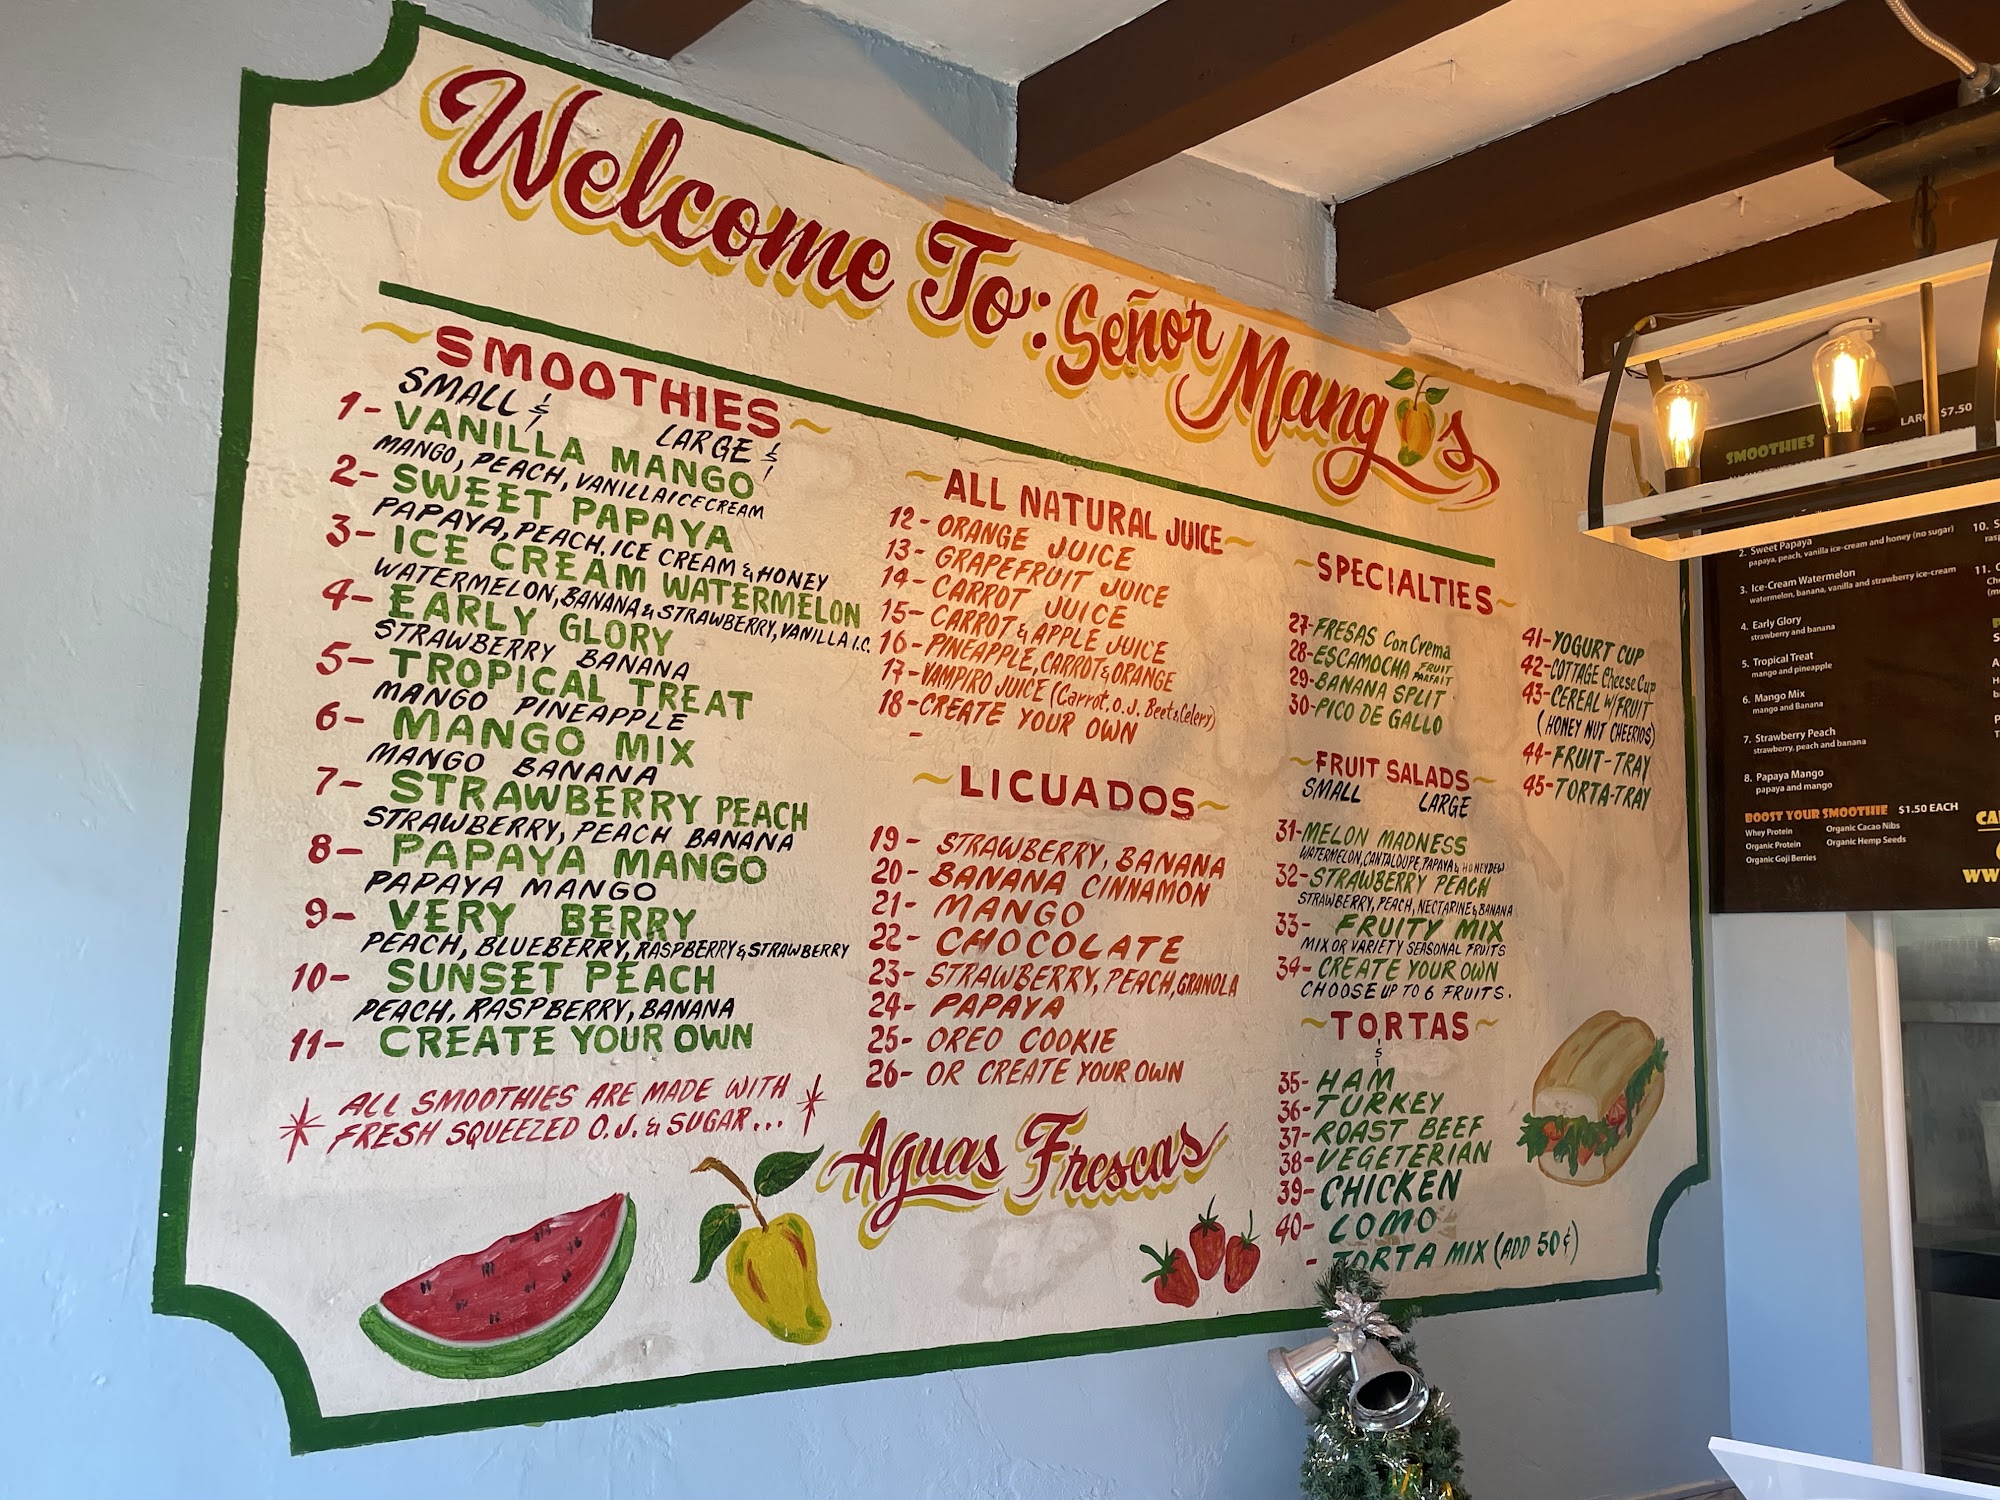 Welcome To: Señor Mangos
~SMOOTHIES~
SMALL $ LARGE $
1- VANILLA MANGO
MANGO, PEACH, VANILLA ICE CREAM
2- SWEET PAPAYA
PAPAYA, PEACH. ICE CREAM & HONEY
3- ICE CREAM WATERMELON
WATERMELON, BANANA & STRAWBERRY, VANILLA I.C.
4- EARLY GLORY
STRAWBERRY BANANA
5- TROPICAL TREAT
MANGO PINEAPPLE
6- MANGO MIX
MANGO BANANA
7- STRAWBERRY PEACH
STRAWBERRY, PEACH BANANA
8- PAPAYA MANGO
PAPAYA MANGO
9- VERY BERRY
PEACH, BLUEBERRY, RASPBERRY & STRAWBERRY
10- SUNSET PEACH
PEACH, RASPBERRY, BANANA
11- CREATE YOUR OWN
ALL SMOOTHIES ARE MADE WITH
FRESH SQUEEZED O.J. & SUGAR...
~ALL NATURAL JUICE~
12- ORANGE JUICE
13- GRAPEFRUIT JUICE
14- CARROT JUICE
15- CARROT & APPLE JUICE
16- PINEAPPLE, CARROT & ORANGE
17- VAMPIRO JUICE (Carrot, O.J. Beet & Celery)
18- CREATE YOUR OWN
-
~LICUADOS~
19- STRAWBERRY, BANANA
20- BANANA CINNAMON
21- MANGO
22- CHOCOLATE
23- STRAWBERRY, PEACH, GRANOLA
24- PAPAYA
25- OREO COOKIE
26- OR CREATE YOUR OWN
Aguas Frescas
~SPECIALTIES~
27- FRESAS Con Crema
28- ESCAMOCHA FRUIT PARFAIT
29- BANANA SPLIT
30- PICO DE GALLO
~FRUIT SALADS~
SMALL LARGE
31- MELON MADNESS
WATERMELON, CANTALOUPE, PAPAYA & HONEYDEW
32- STRAWBERRY PEACH
STRAWBERRY, PEACH, NECTARINE & BANANA
33- FRUITY MIX
MIX OR VARIETY SEASONAL FRUITS
34- CREATE YOUR OWN
CHOOSE UP TO 6 FRUITS.
~TORTAS~
$
35- HAM
36- TURKEY
37- ROAST BEEF
38- VEGETERIAN
39- CHICKEN
40- LOMO
- TORTA MIX (ADD 50¢)
41- YOGURT CUP
42- COTTAGE Cheese Cup
43- CEREAL W/FRUIT
(HONEY NUT CHEERIOS)
44- FRUIT-TRAY
45- TORTA-TRAY
SMOOTHIES
$7.50
2. Sweet Papaya
papaya, peach, vanilla ice-cream and honey (no sugar)
3. Ice-Cream Watermelon
watermelon, banana, vanilla and strawberry ice-cream
4. Early Glory
strawberry and banana
5. Tropical Treat
mango and pineapple
6. Mango Mix
mango and Banana
7. Strawberry Peach
strawberry, peach and banana
8. Papaya Mango
papaya and mango
BOOST YOUR SMOOTHIE $1.50 EACH
Whey Protein Organic Cacao Nibs
Organic Protein Organic Hemp Seeds
Organic Goji Berries
10.
11.